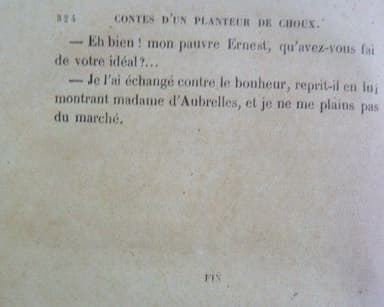 324 CONTES D'UN PLANTEUR DE CHOUX.
— Eh bien ! mon pauvre Ernest, qu'avez-vous fai
de votre idéal?...
— Je l'ai échangé contre le bonheur, reprit-il en lui
montrant madame d'Aubrelles, et je ne me plains pas
du marché.
FIN